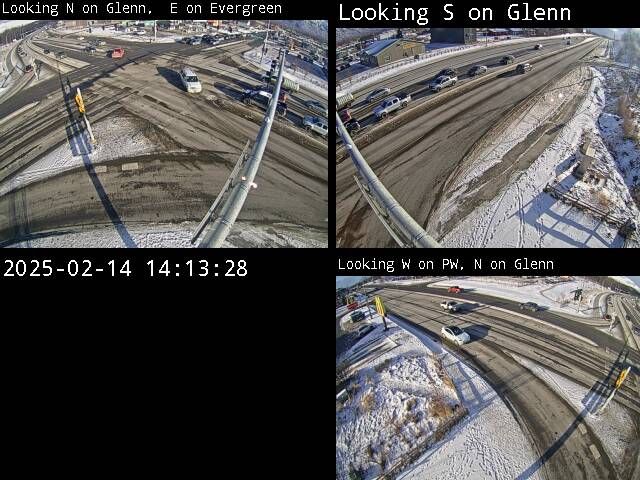 Looking N on Glenn,  E on Evergreen
Looking S on Glenn
2025-02-14 14:13:28
Looking W on PW, N on Glenn